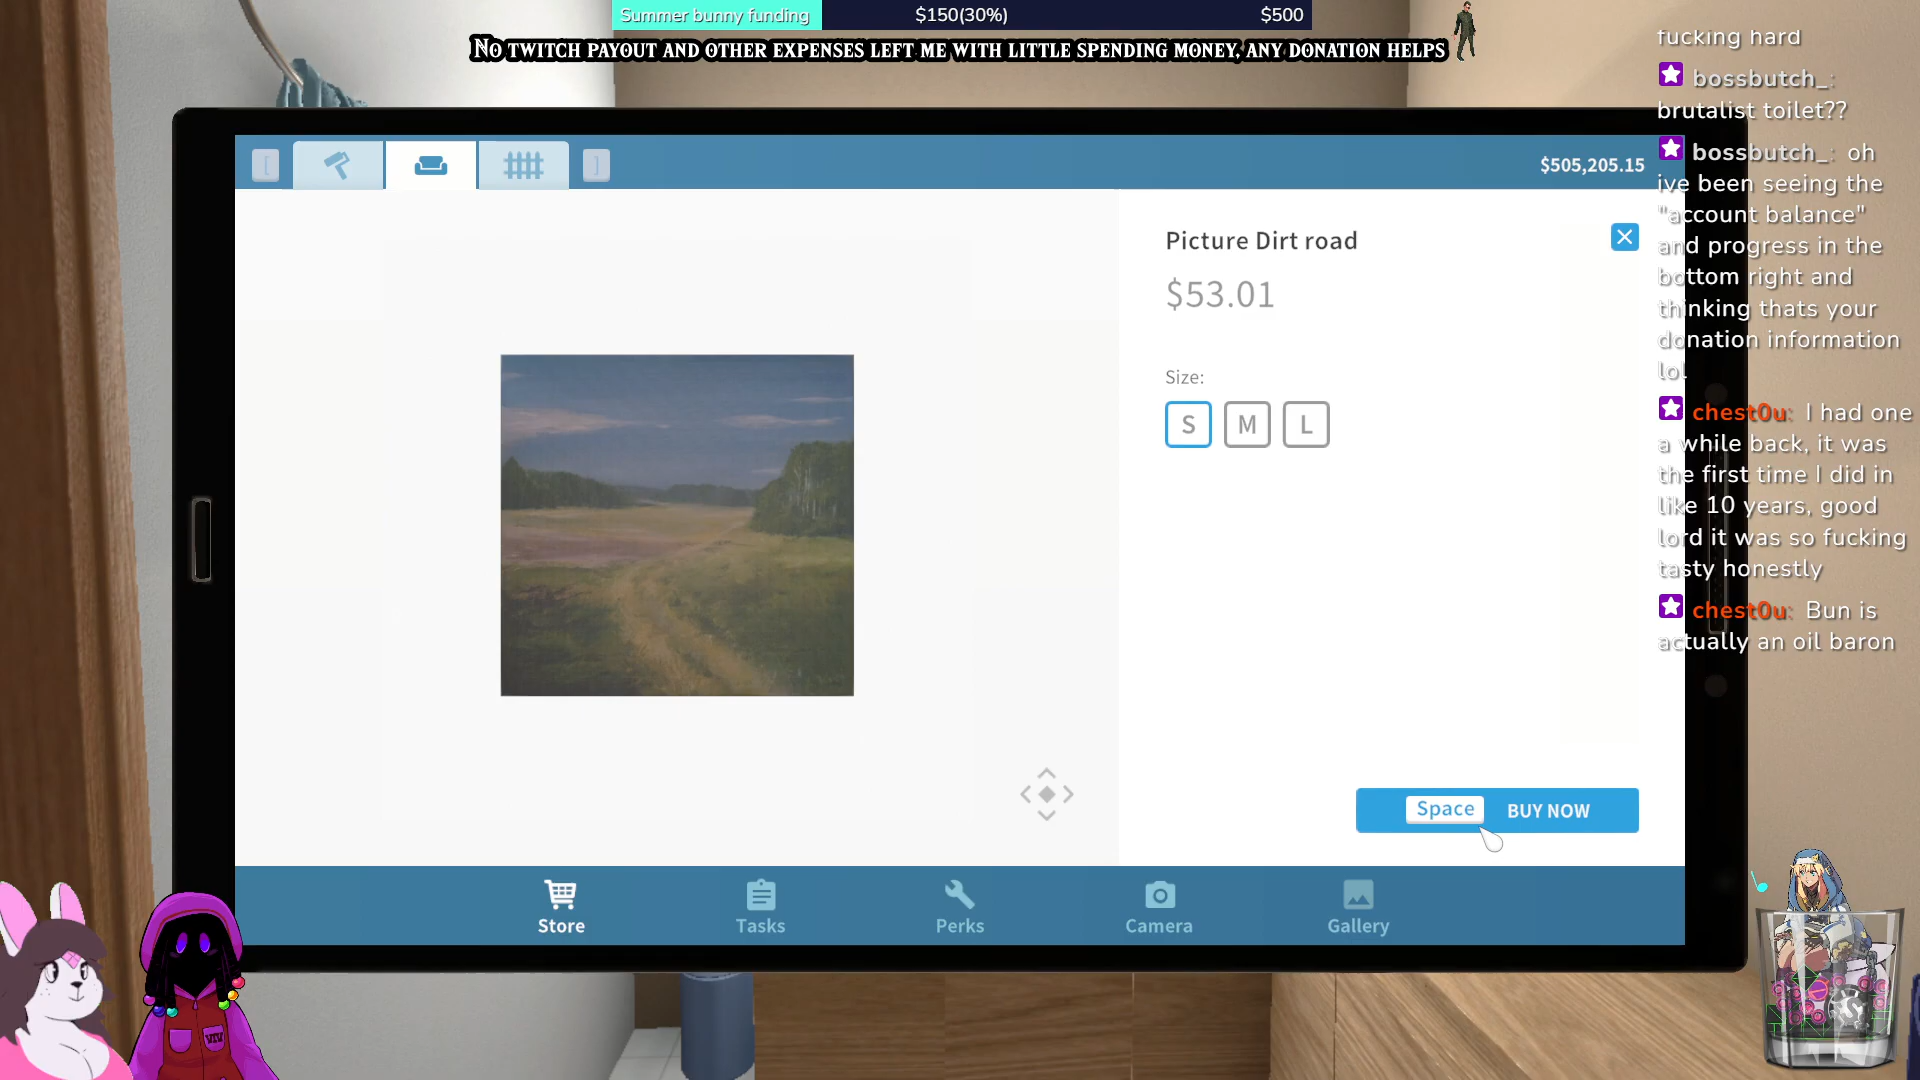 Summer bunny funding $150(30%) $500
No twitch payout and other expenses left me with little spending money, any donation helps
[ ] $505,205.15
Picture Dirt road
$53.01
Size:
S M L
Space BUY NOW
Store Tasks Perks Camera Gallery
fucking hard
bossbutch_:
brutalist toilet??
bossbutch_: oh
ive been seeing the
"account balance"
and progress in the
bottom right and
thinking thats your
donation information
lol
chest0u: I had one
a while back, it was
the first time I did in
like 10 years, good
lord it was so fucking
tasty honestly
chest0u: Bun is
actually an oil baron